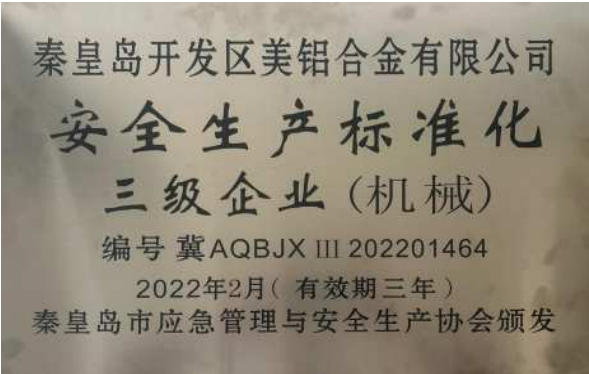 秦皇岛开发区美铝合金有限公司
安全生产标准化
三级企业(机械)
编号 冀AQBJX III 202201464
2022年2月(有效期三年)
秦皇岛市应急管理与安全生产协会颁发